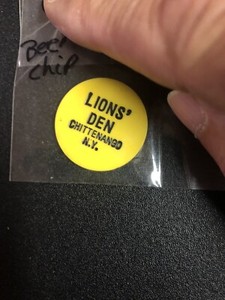 Beer
chip
LIONS'
DEN
CHITTENANGO
N.Y.